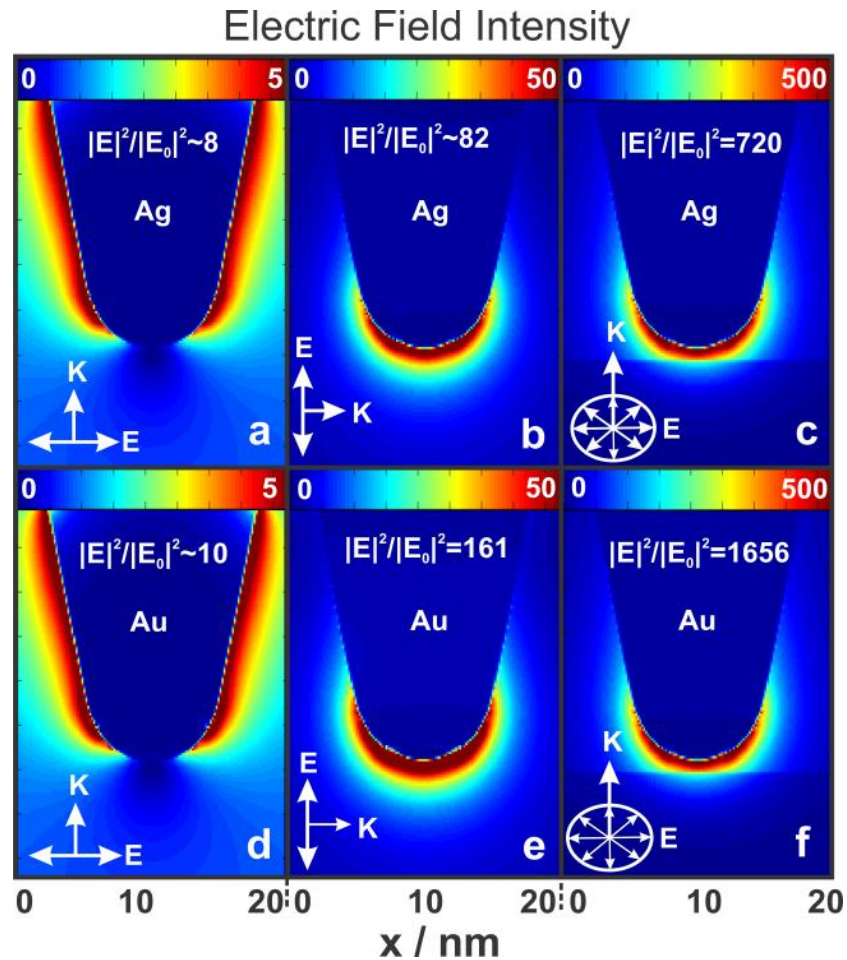 Electric Field Intensity
0 5 0 50 0 500
|E|²/|E₀|²~8 |E|²/|E₀|²~82 |E|²/|E₀|²=720
Ag Ag Ag
K E K K
E a b E c
0 5 0 50 0 500
|E|²/|E₀|²~10 |E|²/|E₀|²=161 |E|²/|E₀|²=1656
Au Au Au
K E K K
E d e E f
0 10 20 0 10 20 0 10 20
x / nm